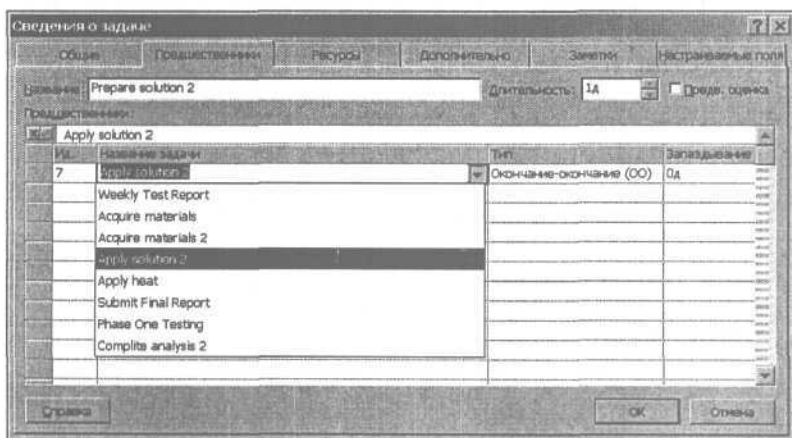 Сведения о задаче
Общие Предшественники Ресурсы Дополнительно Заметки Настраиваемые поля
Название: Prepare solution 2 Длительность: 1д Предв. оценка
Предшественники:
Apply solution 2
Ид. Название задачи Тип Запаздывание
7 Apply solution 2 Окончание-окончание (ОО) 0д
Weekly Test Report
Acquire materials
Acquire materials 2
Apply solution 2
Apply heat
Submit Final Report
Phase One Testing
Complite analysis 2
Справка ОК Отмена